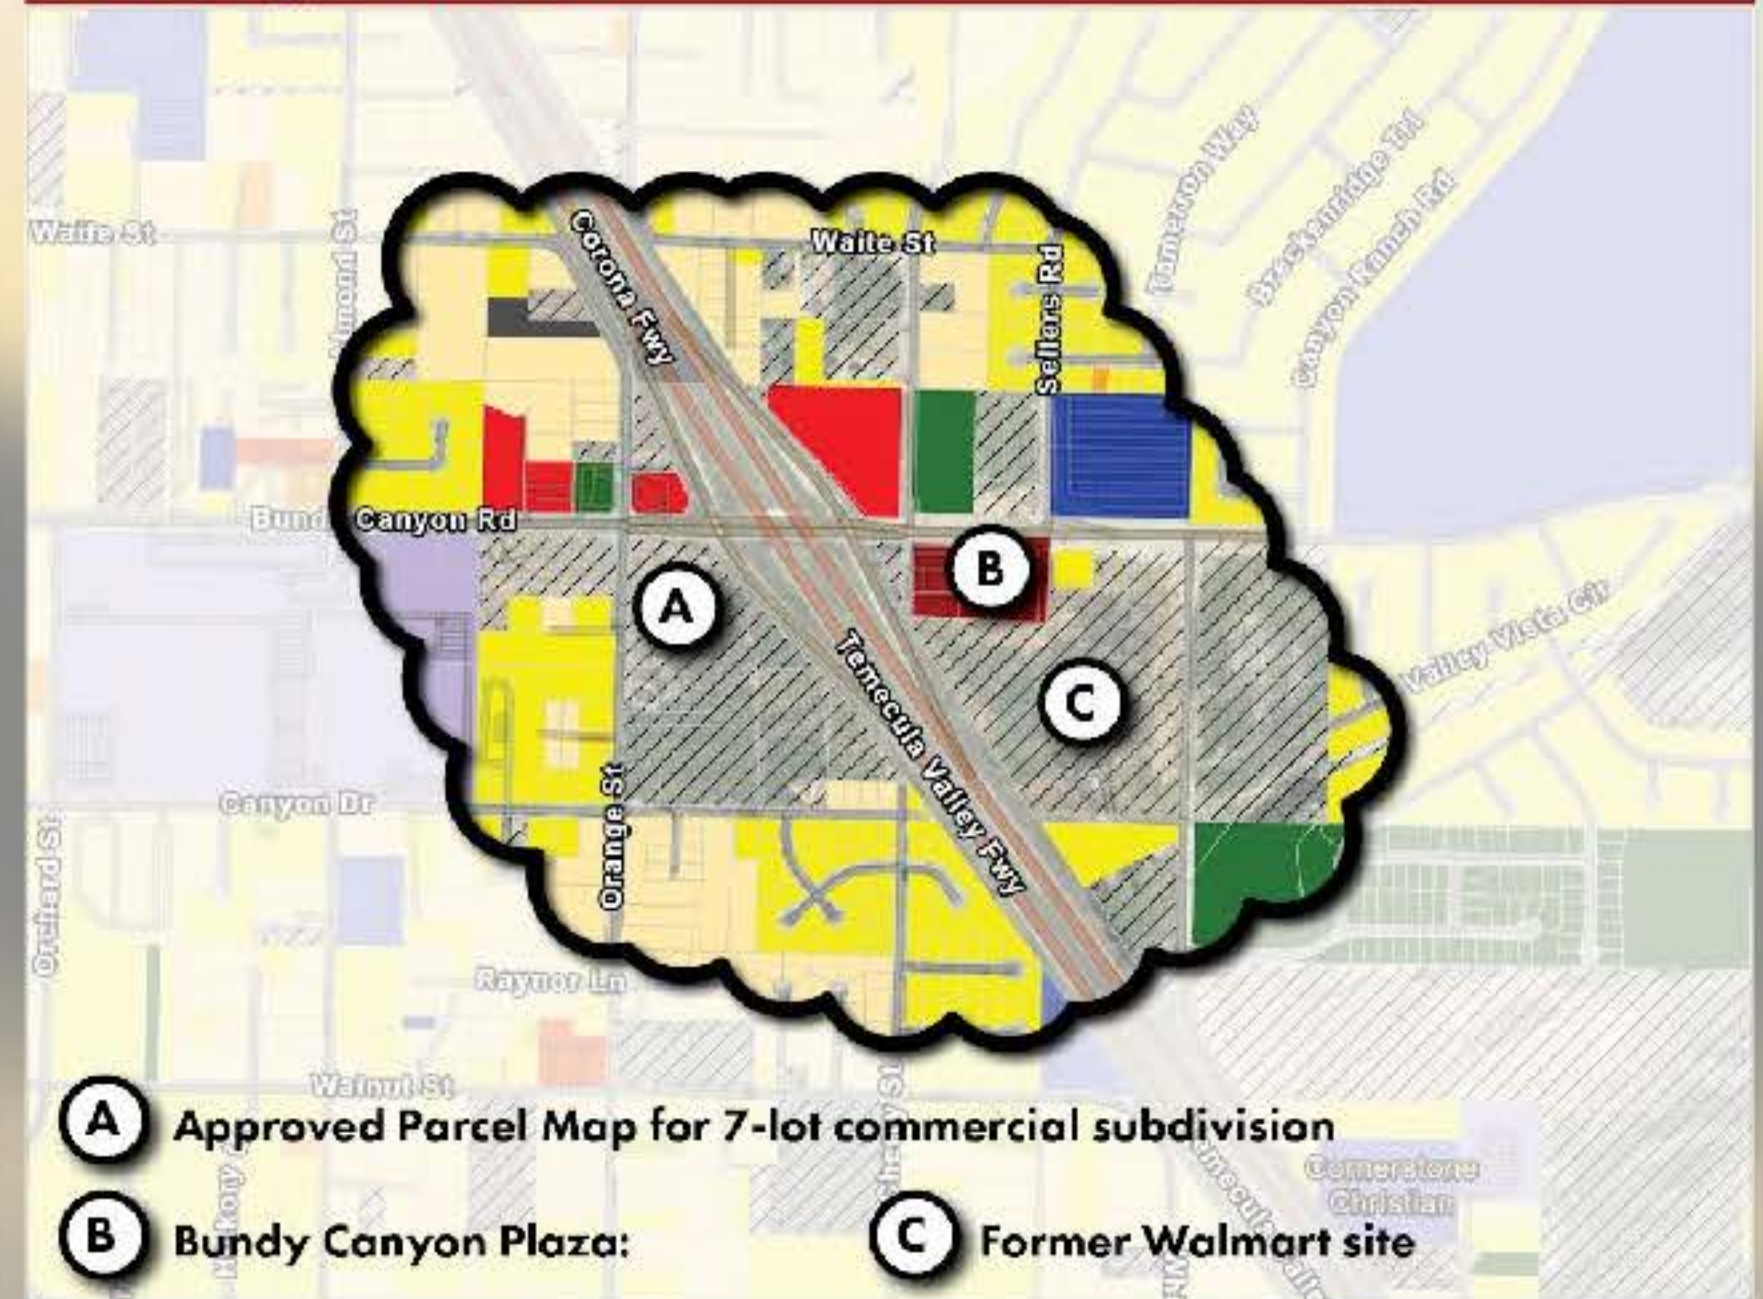 Tamerron Way
Breckenridge Trl
Canyon Ranch Rd
Waite St
Almond St
Corona Fwy
Waite St
Sellers Rd
Bundy Canyon Rd
A
B
C
Temecula Valley Fwy
Valley Vista Cir
Orange St
Canyon Dr
Orchard St
Raynor Ln
Walnut St
A Approved Parcel Map for 7-lot commercial subdivision
Cornerstone
Christian
B Bundy Canyon Plaza:
C Former Walmart site